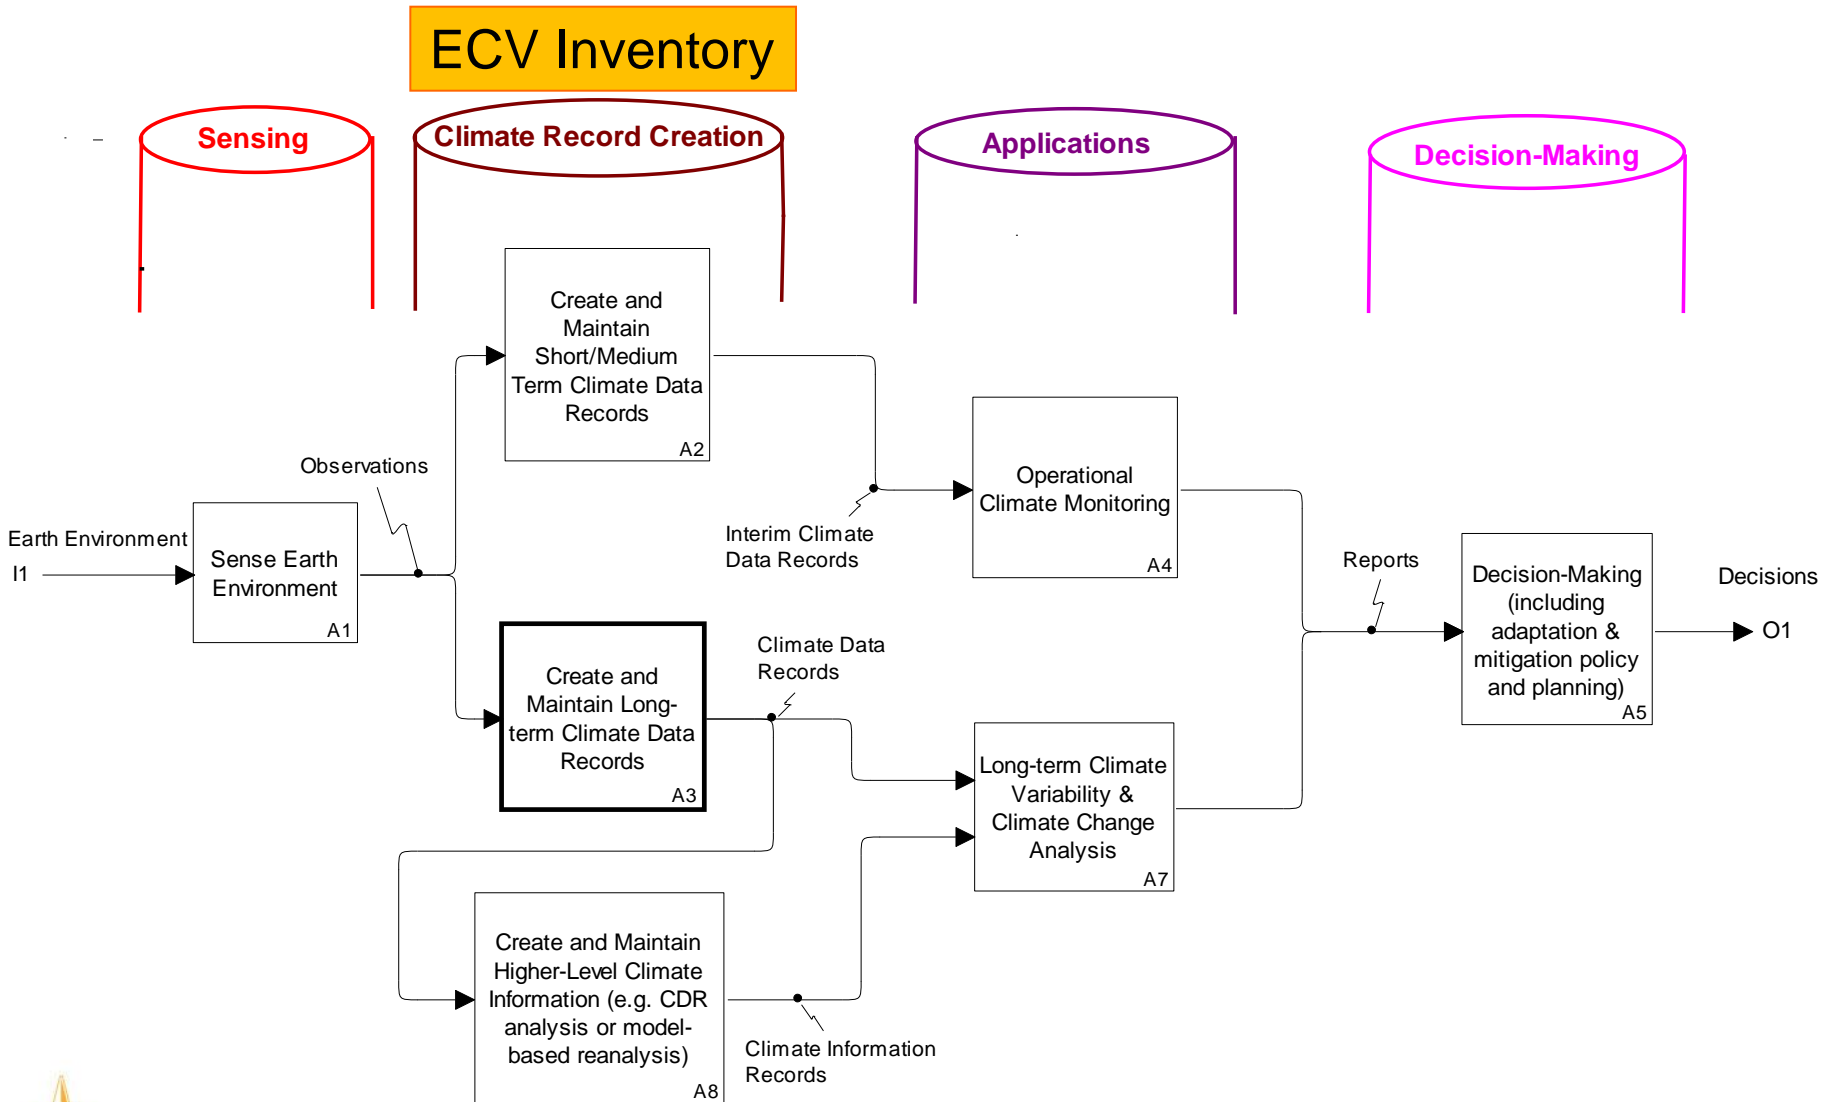 ECV Inventory
Sensing
Climate Record Creation
Applications
Decision-Making
Create and
Maintain
Short/Medium
Term Climate Data
Records
A2
Observations
Earth Environment
I1
Sense Earth
Environment
A1
Interim Climate
Data Records
Operational
Climate Monitoring
A4
Reports
Decision-Making
(including
adaptation &
mitigation policy
and planning)
A5
Decisions
O1
Create and
Maintain Long-
term Climate Data
Records
A3
Climate Data
Records
Long-term Climate
Variability &
Climate Change
Analysis
A7
Create and Maintain
Higher-Level Climate
Information (e.g. CDR
analysis or model-
based reanalysis)
A8
Climate Information
Records